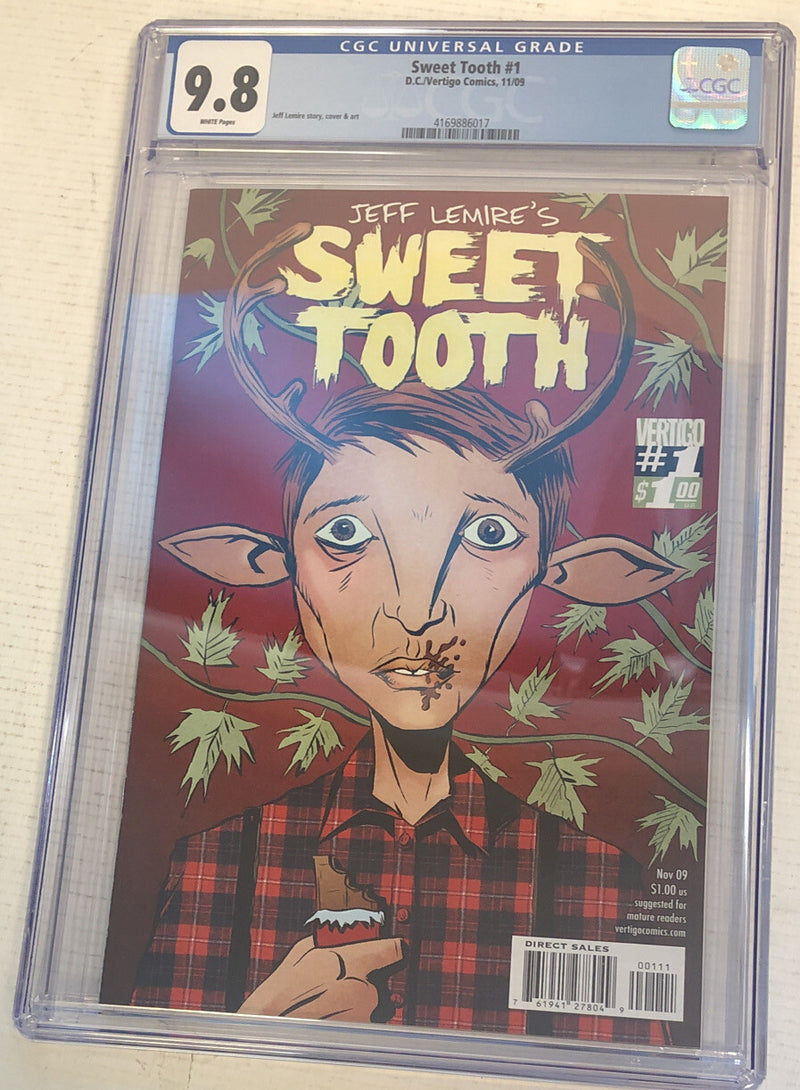 CGC UNIVERSAL GRADE
9.8
WHITE Pages
Sweet Tooth #1
D.C./Vertigo Comics, 11/09
Jeff Lemire story, cover & art
4169886017
CGC
JEFF LEMIRE'S
SWEET
TOOTH
VERTIGO
#1
$1.00
Nov 09
$1.00 US
suggested for
mature readers
vertigocomics.com
DIRECT SALES
00111
7 61941 27804 9